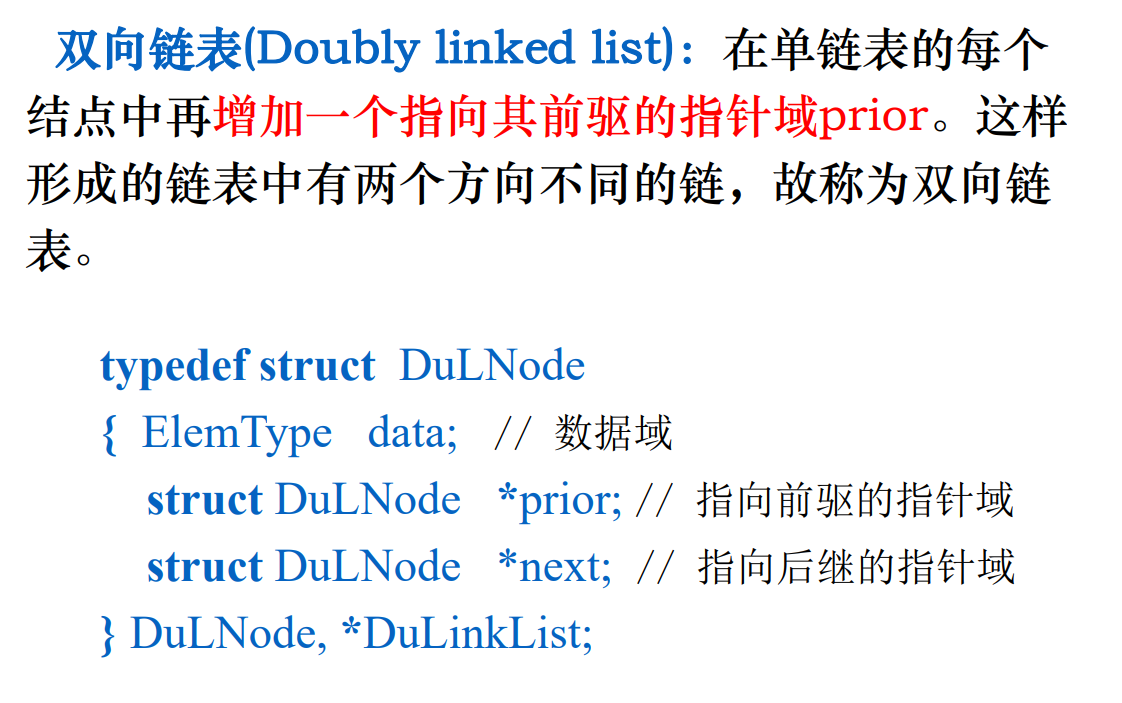 双向链表(Doubly linked list)：在单链表的每个
结点中再增加一个指向其前驱的指针域prior。这样
形成的链表中有两个方向不同的链，故称为双向链
表。
typedef struct DuLNode
{ ElemType data; // 数据域
struct DuLNode *prior; // 指向前驱的指针域
struct DuLNode *next; // 指向后继的指针域
} DuLNode, *DuLinkList;